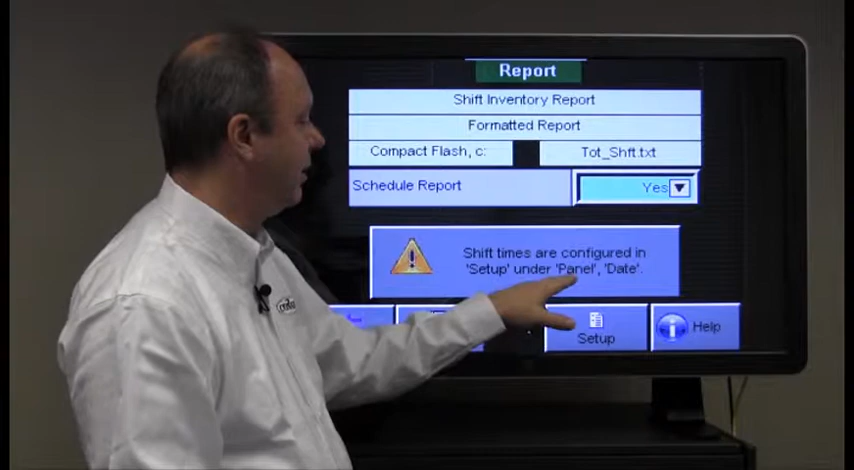 Report
Shift Inventory Report
Formatted Report
Compact Flash, c:
Tot_Shft.txt
Schedule Report
Yes
Shift times are configured in
'Setup' under 'Panel', 'Date'.
Setup
Help